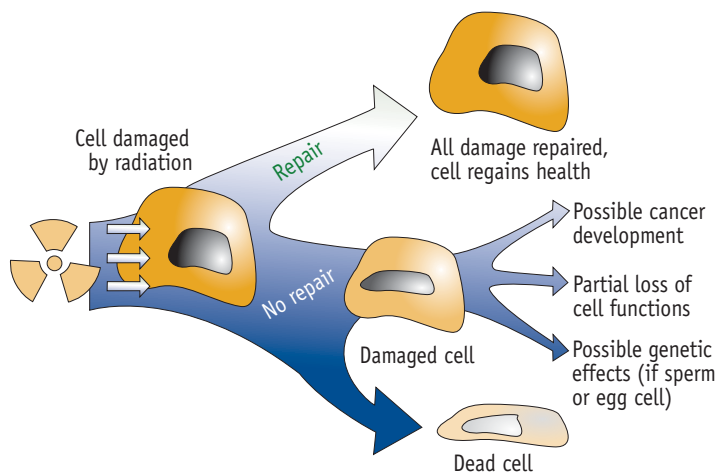 Cell damaged
by radiation
Repair
All damage repaired,
cell regains health
No repair
Damaged cell
Possible cancer
development
Partial loss of
cell functions
Possible genetic
effects (if sperm
or egg cell)
Dead cell